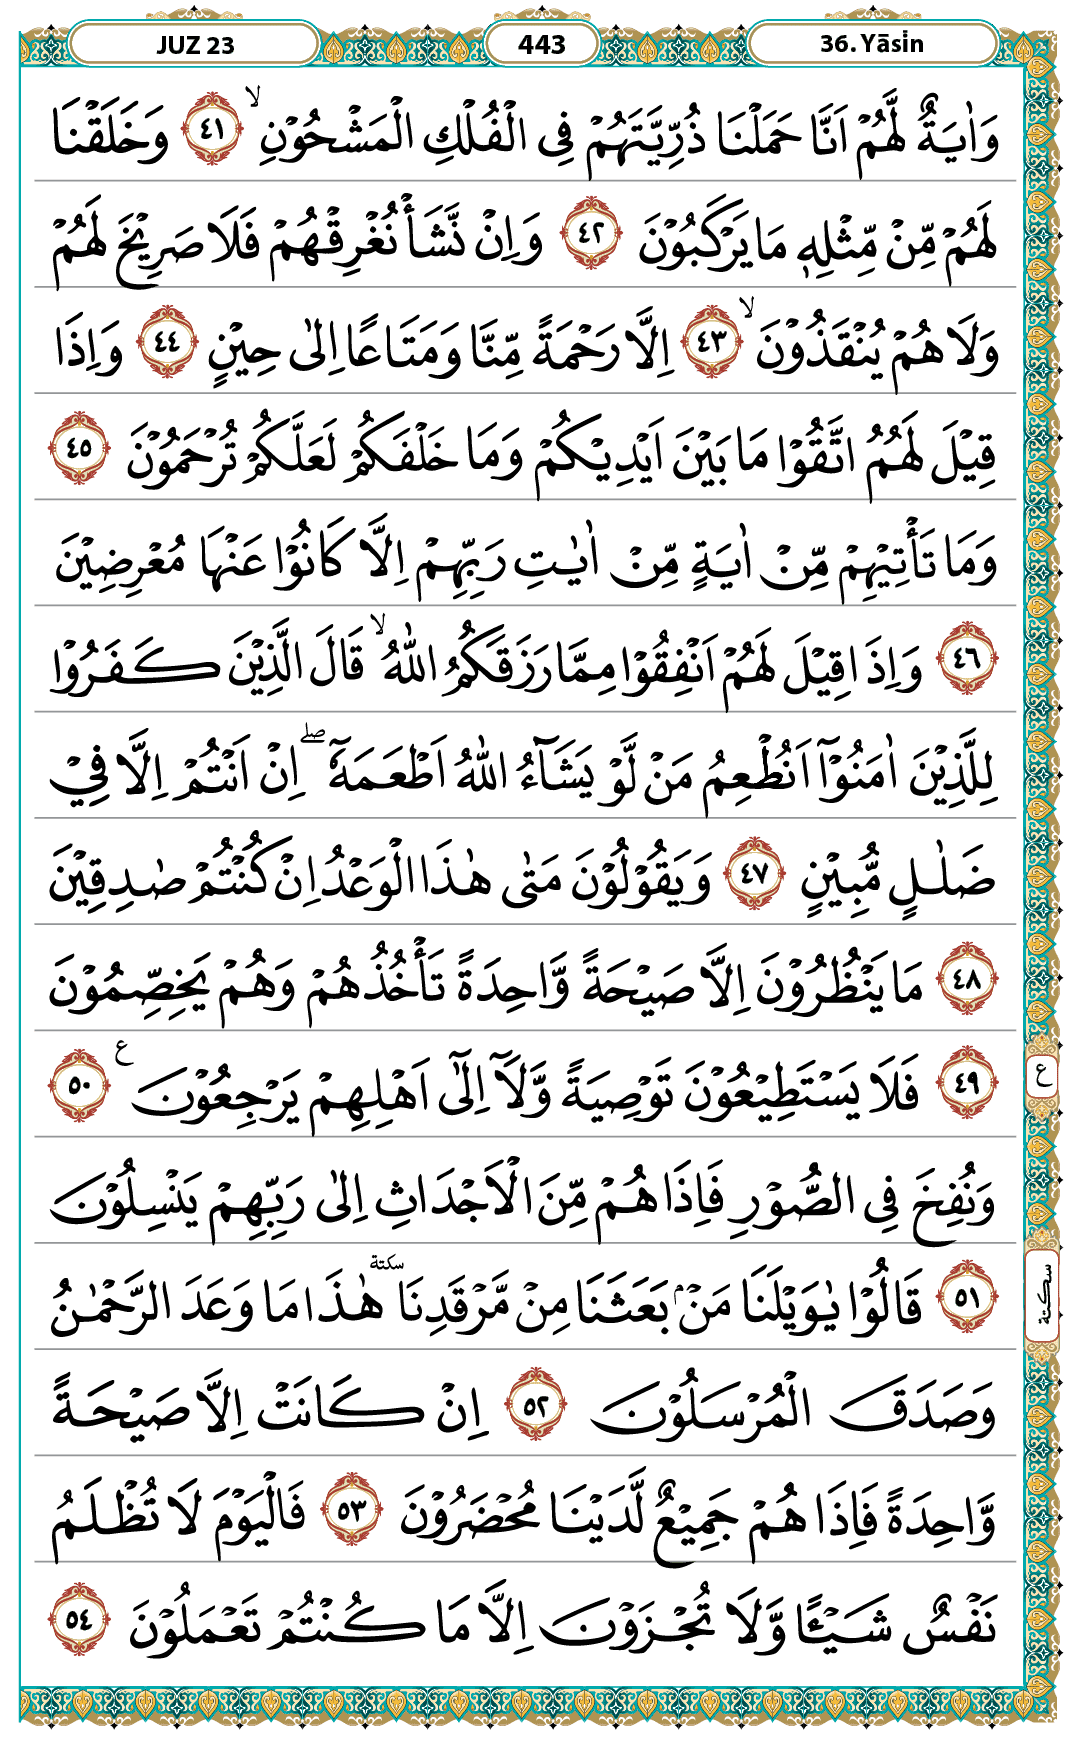 JUZ 23
443
36. Yāsin
وَاٰيَةٌ لَّهُمْ اَنَّا حَمَلْنَا ذُرِّيَّتَهُمْ فِى الْفُلْكِ الْمَشْحُوْنِ ۙ ٤١ وَخَلَقْنَا
لَهُمْ مِّنْ مِّثْلِهٖ مَا يَرْكَبُوْنَ ٤٢ وَاِنْ نَّشَأْ نُغْرِقْهُمْ فَلَا صَرِيْخَ لَهُمْ
وَلَا هُمْ يُنْقَذُوْنَ ۙ ٤٣ اِلَّا رَحْمَةً مِّنَّا وَمَتَاعًا اِلٰى حِيْنٍ ٤٤ وَاِذَا
قِيْلَ لَهُمُ اتَّقُوْا مَا بَيْنَ اَيْدِيْكُمْ وَمَا خَلْفَكُمْ لَعَلَّكُمْ تُرْحَمُوْنَ ٤٥
وَمَا تَأْتِيْهِمْ مِّنْ اٰيَةٍ مِّنْ اٰيٰتِ رَبِّهِمْ اِلَّا كَانُوْا عَنْهَا مُعْرِضِيْنَ
٤٦ وَاِذَا قِيْلَ لَهُمْ اَنْفِقُوْا مِمَّا رَزَقَكُمُ اللّٰهُ ۙ قَالَ الَّذِيْنَ كَفَرُوْا
لِلَّذِيْنَ اٰمَنُوْٓا اَنُطْعِمُ مَنْ لَّوْ يَشَاۤءُ اللّٰهُ اَطْعَمَهٗٓ ۖ اِنْ اَنْتُمْ اِلَّا فِيْ
ضَلٰلٍ مُّبِيْنٍ ٤٧ وَيَقُوْلُوْنَ مَتٰى هٰذَا الْوَعْدُ اِنْ كُنْتُمْ صٰدِقِيْنَ
٤٨ مَا يَنْظُرُوْنَ اِلَّا صَيْحَةً وَّاحِدَةً تَأْخُذُهُمْ وَهُمْ يَخِصِّمُوْنَ
٤٩ فَلَا يَسْتَطِيْعُوْنَ تَوْصِيَةً وَّلَآ اِلٰٓى اَهْلِهِمْ يَرْجِعُوْنَ ع ٥٠
ع
وَنُفِخَ فِى الصُّوْرِ فَاِذَا هُمْ مِّنَ الْاَجْدَاثِ اِلٰى رَبِّهِمْ يَنْسِلُوْنَ
٥١ قَالُوْا يٰوَيْلَنَا مَنْۢ بَعَثَنَا مِنْ مَّرْقَدِنَا سكتة هٰذَا مَا وَعَدَ الرَّحْمٰنُ
سكتة
وَصَدَقَ الْمُرْسَلُوْنَ ٥٢ اِنْ كَانَتْ اِلَّا صَيْحَةً
وَّاحِدَةً فَاِذَا هُمْ جَمِيْعٌ لَّدَيْنَا مُحْضَرُوْنَ ٥٣ فَالْيَوْمَ لَا تُظْلَمُ
نَفْسٌ شَيْـًٔا وَّلَا تُجْزَوْنَ اِلَّا مَا كُنْتُمْ تَعْمَلُوْنَ ٥٤